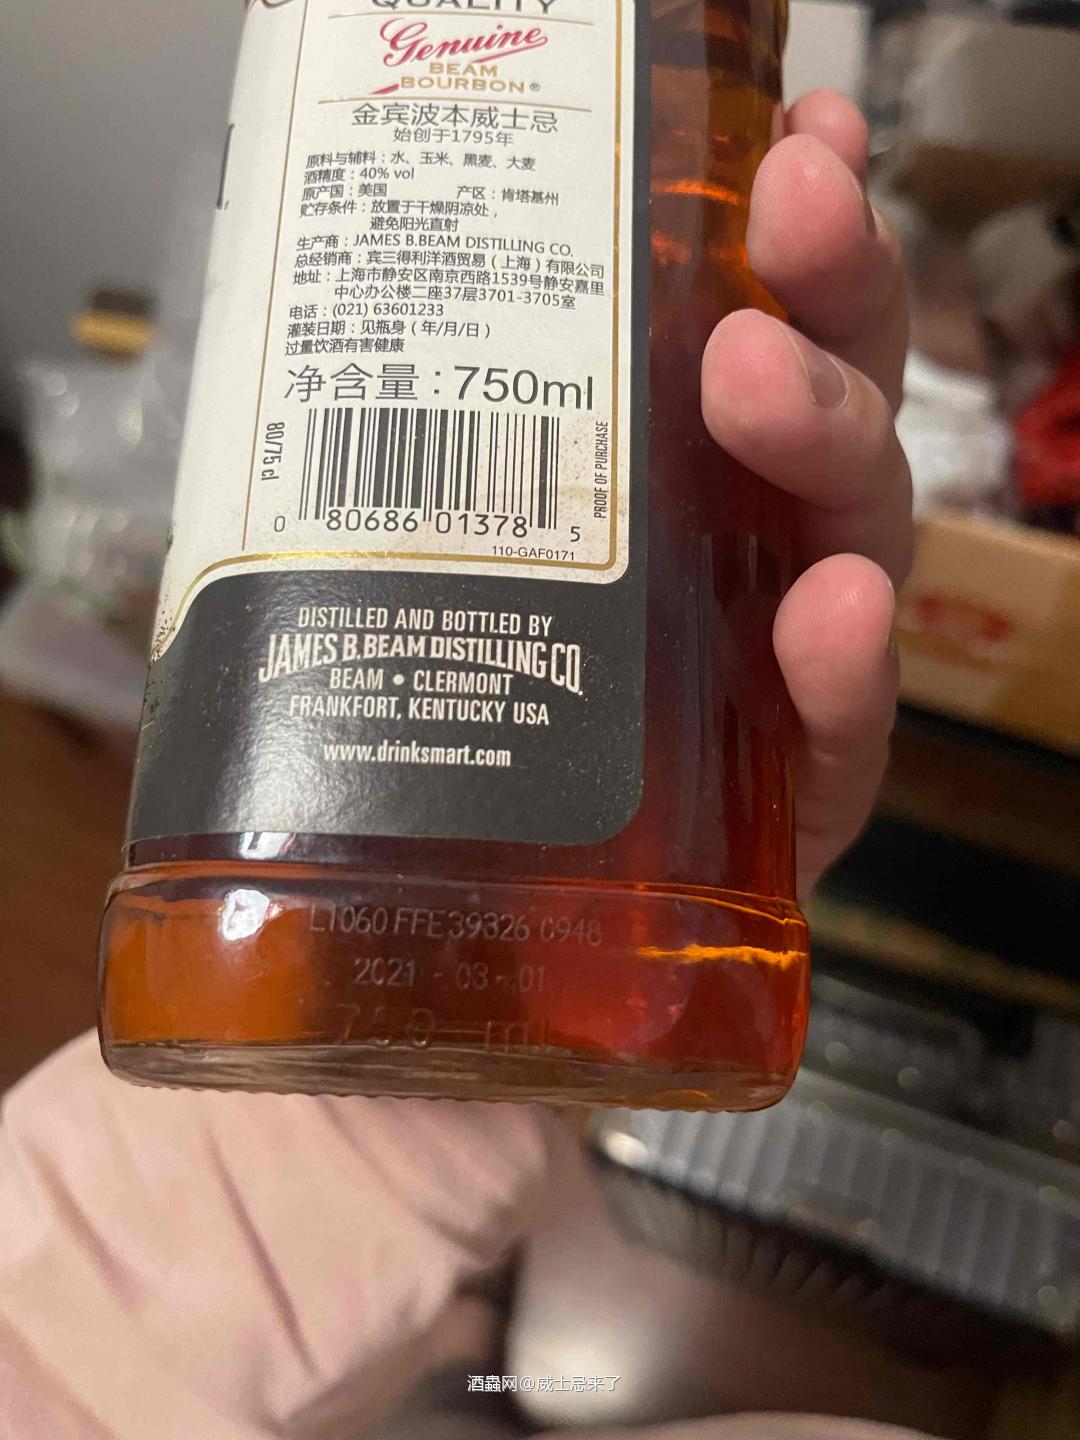 QUALITY
Genuine
BEAM
BOURBON®
金宾波本威士忌
始创于1795年
原料与辅料：水、玉米、黑麦、大麦
酒精度：40% vol
原产国：美国 产区：肯塔基州
贮存条件：放置于干燥阴凉处，
避免阳光直射
生产商：JAMES B.BEAM DISTILLING CO.
总经销商：宾三得利洋酒贸易（上海）有限公司
地址：上海市静安区南京西路1539号静安嘉里
中心办公楼二座37层3701-3705室
电话：(021) 63601233
灌装日期：见瓶身（年/月/日）
过量饮酒有害健康
净含量：750ml
80/75 cl
PROOF OF PURCHASE
0 80686 01378 5
110-GAF0171
DISTILLED AND BOTTLED BY
JAMES B.BEAM DISTILLING CO.
BEAM • CLERMONT
FRANKFORT, KENTUCKY USA
www.drinksmart.com
L1060 FFE39326 0948
2021 - 03 - 01
750 ml
酒蟲网@威士忌来了